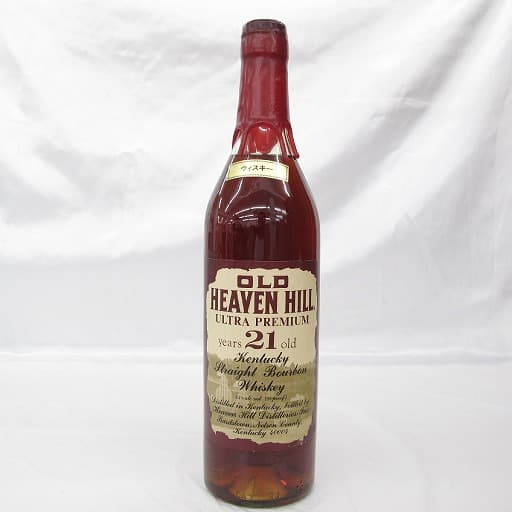 ウィスキー
OLD
HEAVEN HILL
ULTRA PREMIUM
years 21 old
Kentucky
Straight Bourbon
Whiskey
Distilled in Kentucky, bottled by
Heaven Hill Distilleries, Inc.
Bardstown, Nelson County,
Kentucky 40004